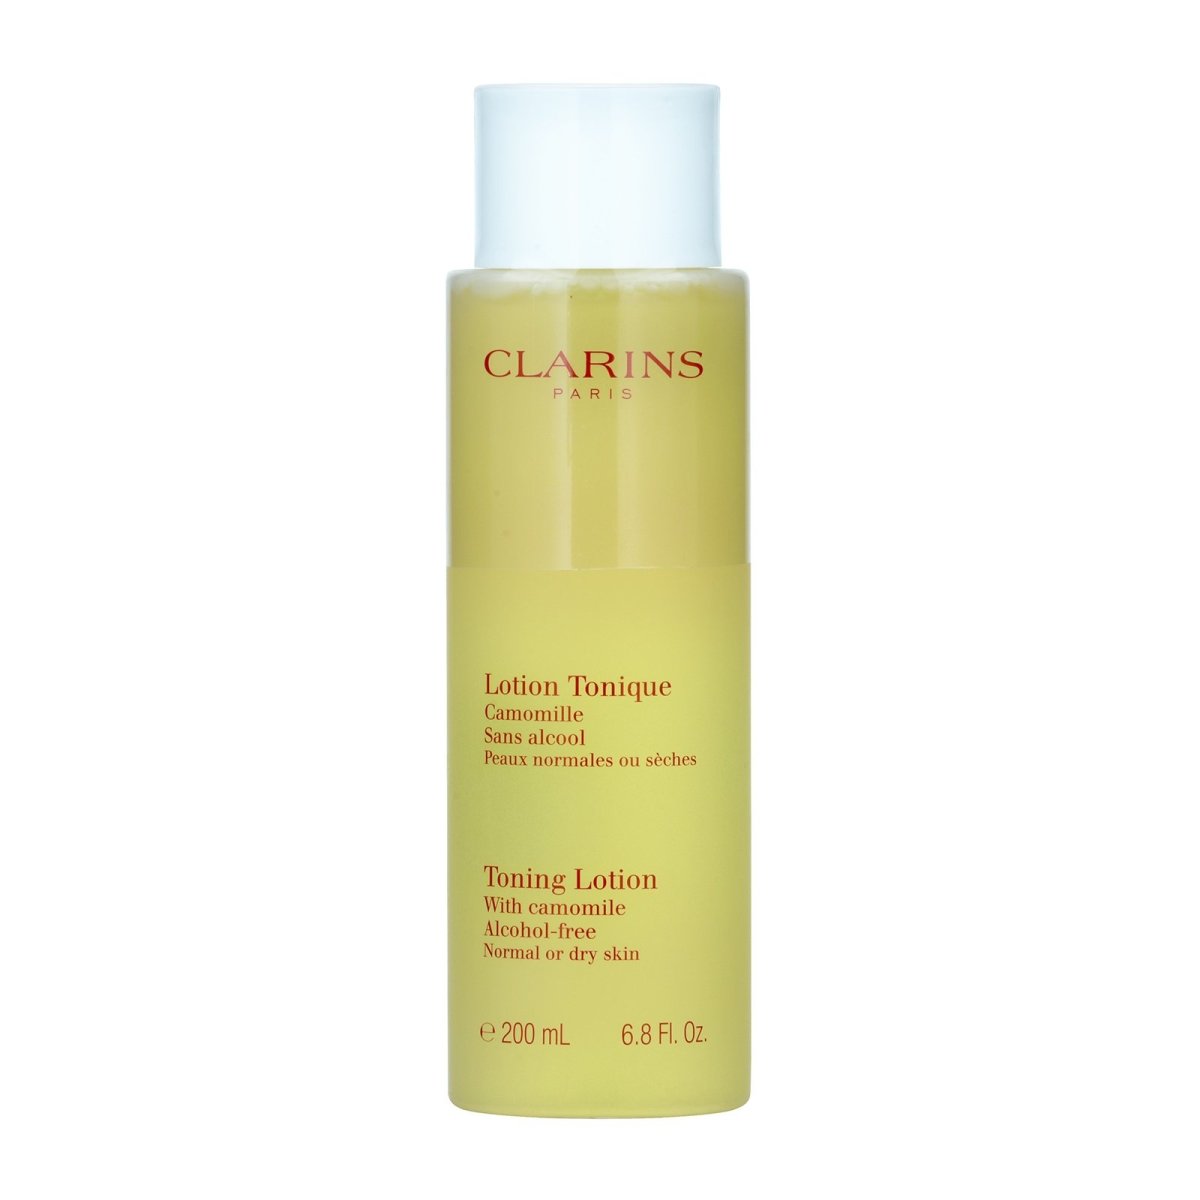 CLARINS
PARIS
Lotion Tonique
Camomille
Sans alcool
Peaux normales ou sèches
Toning Lotion
With camomile
Alcohol-free
Normal or dry skin
℮ 200 mL 6.8 Fl. Oz.